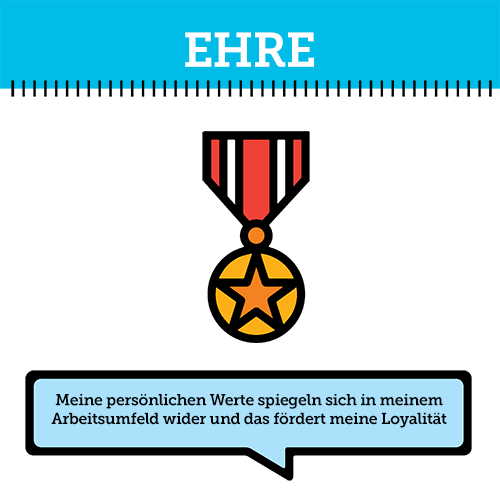 EHRE
Meine persönlichen Werte spiegeln sich in meinem
Arbeitsumfeld wider und das fördert meine Loyalität